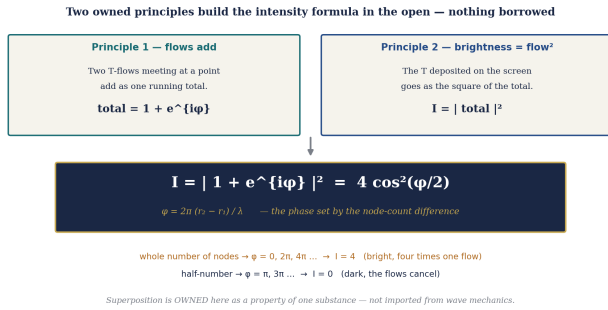 Two owned principles build the intensity formula in the open — nothing borrowed
Principle 1 — flows add
Two T-flows meeting at a point
add as one running total.
total = 1 + e^{iφ}
Principle 2 — brightness = flow²
The T deposited on the screen
goes as the square of the total.
I = | total |²
I = | 1 + e^{iφ} |² = 4 cos²(φ/2)
φ = 2π (r₂ − r₁) / λ — the phase set by the node-count difference
whole number of nodes → φ = 0, 2π, 4π … → I = 4 (bright, four times one flow)
half-number → φ = π, 3π … → I = 0 (dark, the flows cancel)
Superposition is OWNED here as a property of one substance — not imported from wave mechanics.